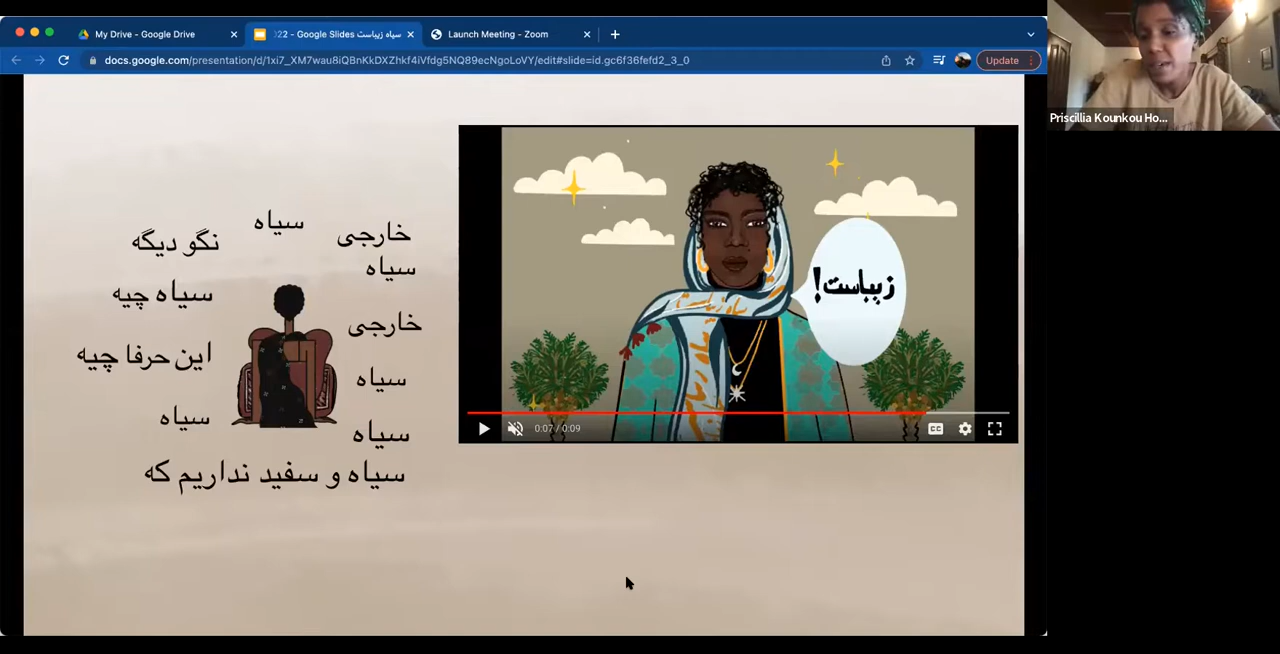 My Drive - Google Drive
سیاه زیباست 22' - Google Slides
Launch Meeting - Zoom
docs.google.com/presentation/d/1xi7_XM7wau8iQBnKkDXZhkf4iVfdg5NQ89ecNgoLoVY/edit#slide=id.gc6f36fefd2_3_0
Update
Priscillia Kounkou Ho...
سیاه
خارجی
نگو دیگه
سیاه
سیاه چیه
خارجی
این حرفا چیه
سیاه
سیاه
سیاه
سیاه و سفید نداریم که
زیباست!
0:07 / 0:09
CC